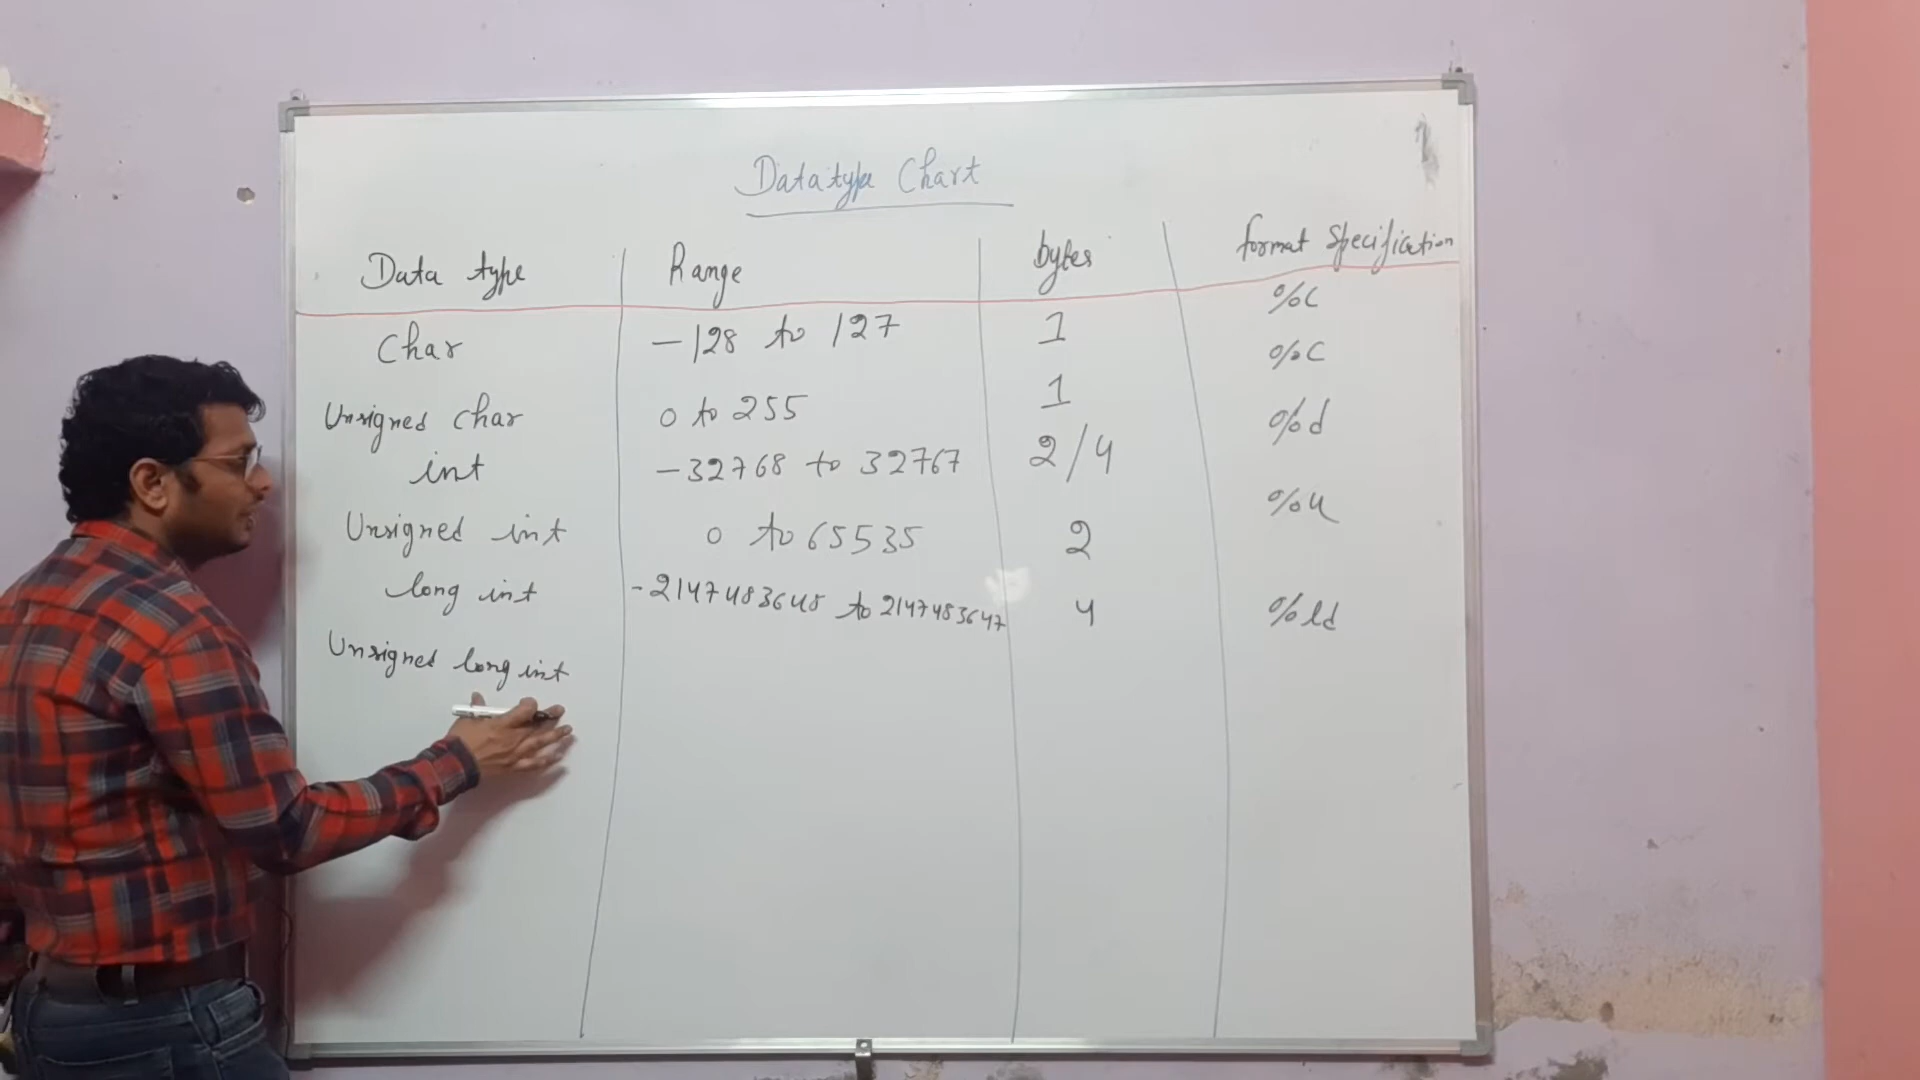 Datatype Chart
Data type Range bytes format Specification
Char -128 to 127 1 %c
Unsigned char 0 to 255 1 %c
int -32768 to 32767 2/4 %d
Unsigned int 0 to 65535 2 %u
long int -2147483648 to 2147483647 4 %ld
Unsigned long int